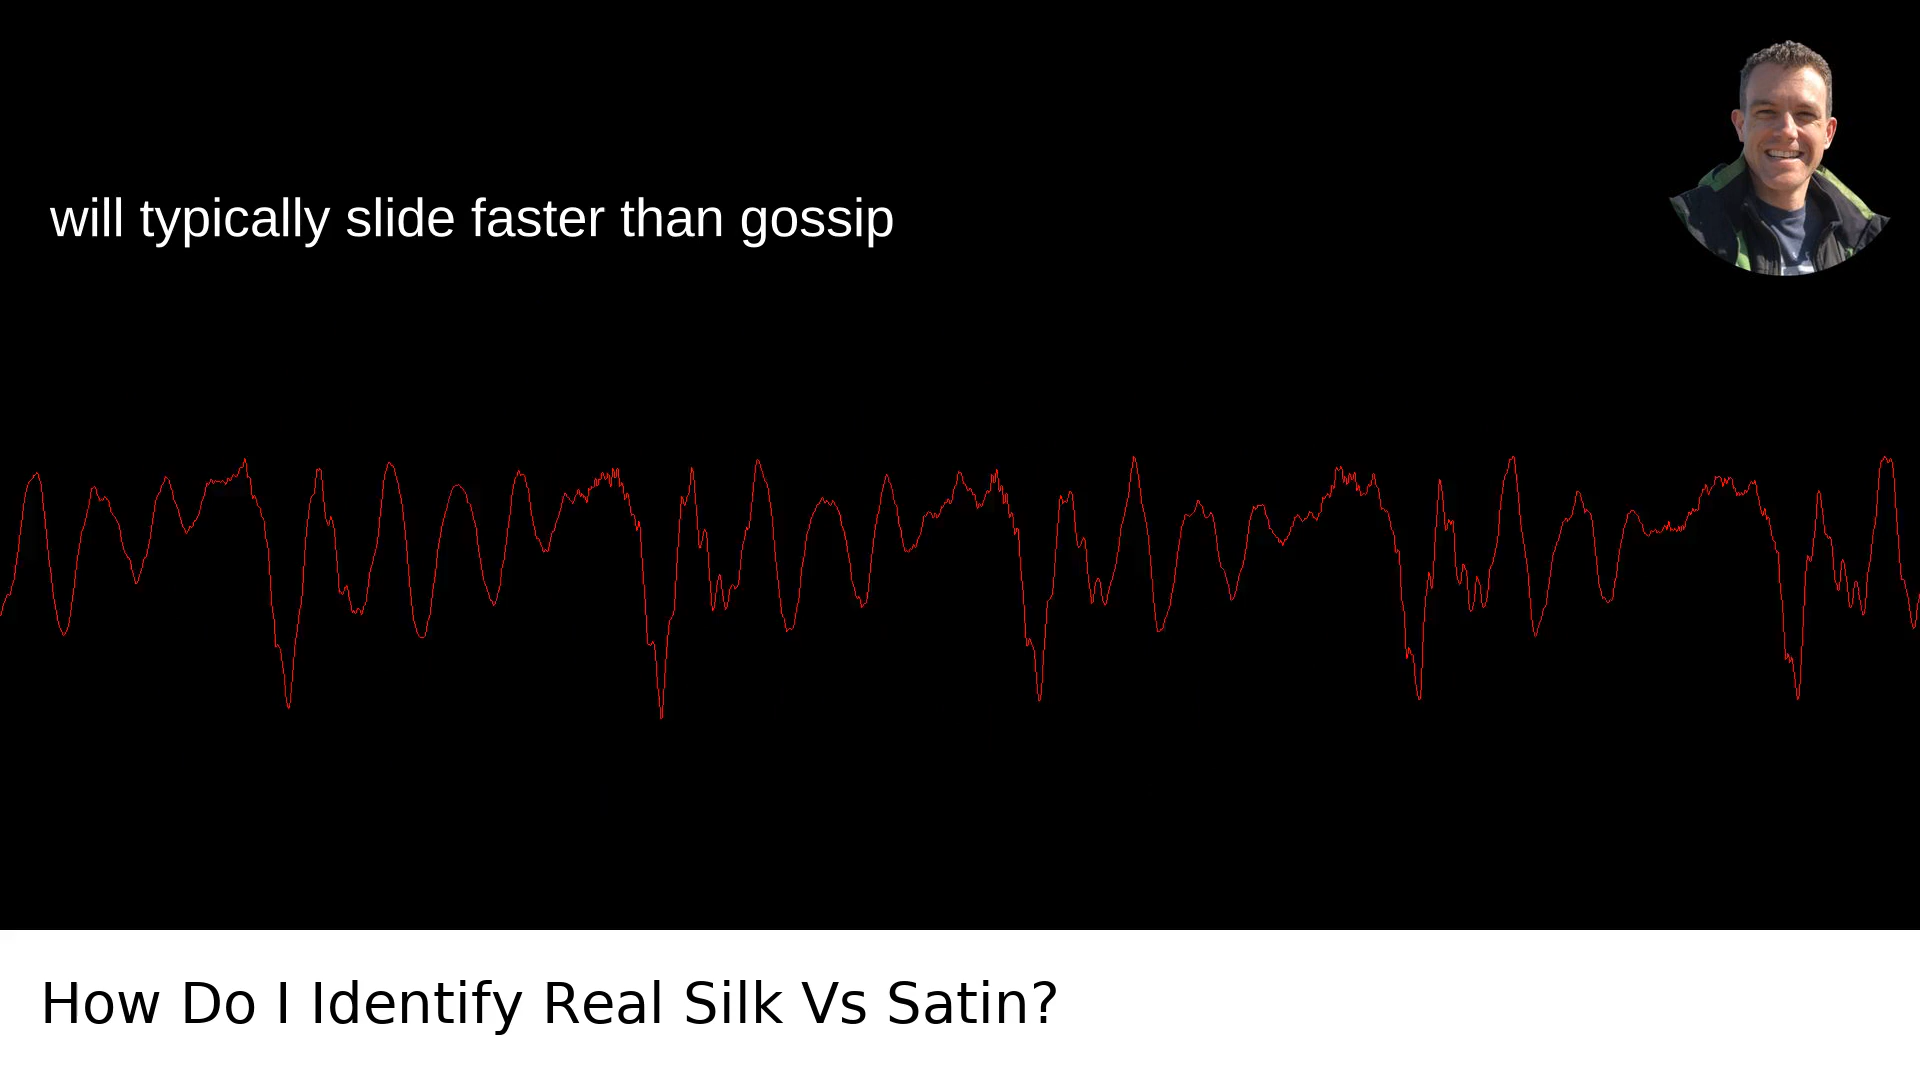 will typically slide faster than gossip
How Do I Identify Real Silk Vs Satin?